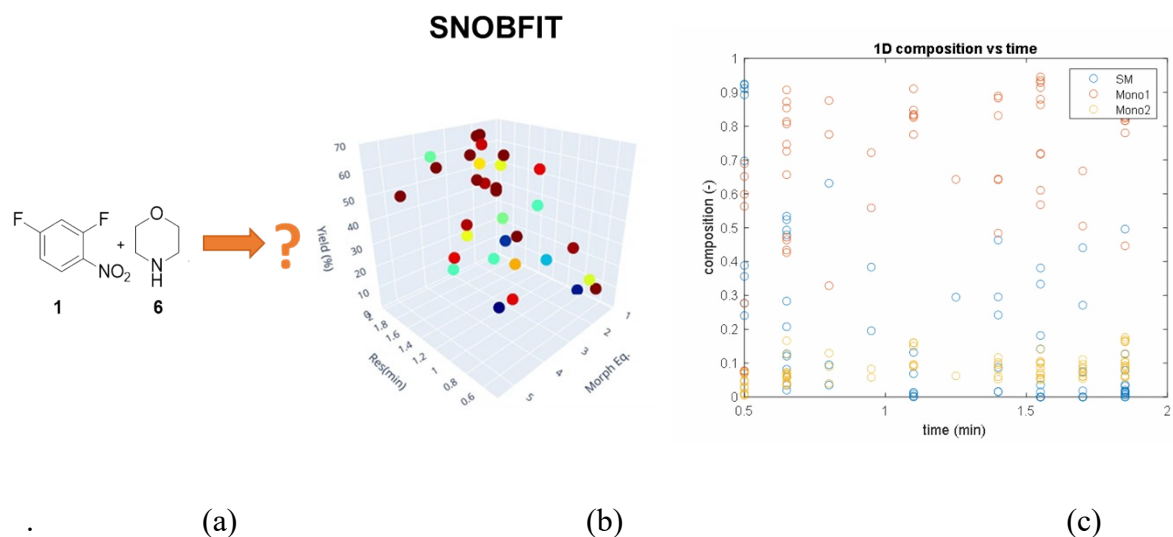 SNOBFIT
F
F
+
O
N
H
NO2
1
6
?
Yield (%)
70
60
50
40
30
20
10
0
2
1.8
1.6
1.4
1.2
1
0.8
0.6
Res(min)
1
2
3
4
5
Morph Eq.
1D composition vs time
SM
Mono1
Mono2
composition (-)
1
0.9
0.8
0.7
0.6
0.5
0.4
0.3
0.2
0.1
0
0.5
1
1.5
2
time (min)
. (a) (b) (c)